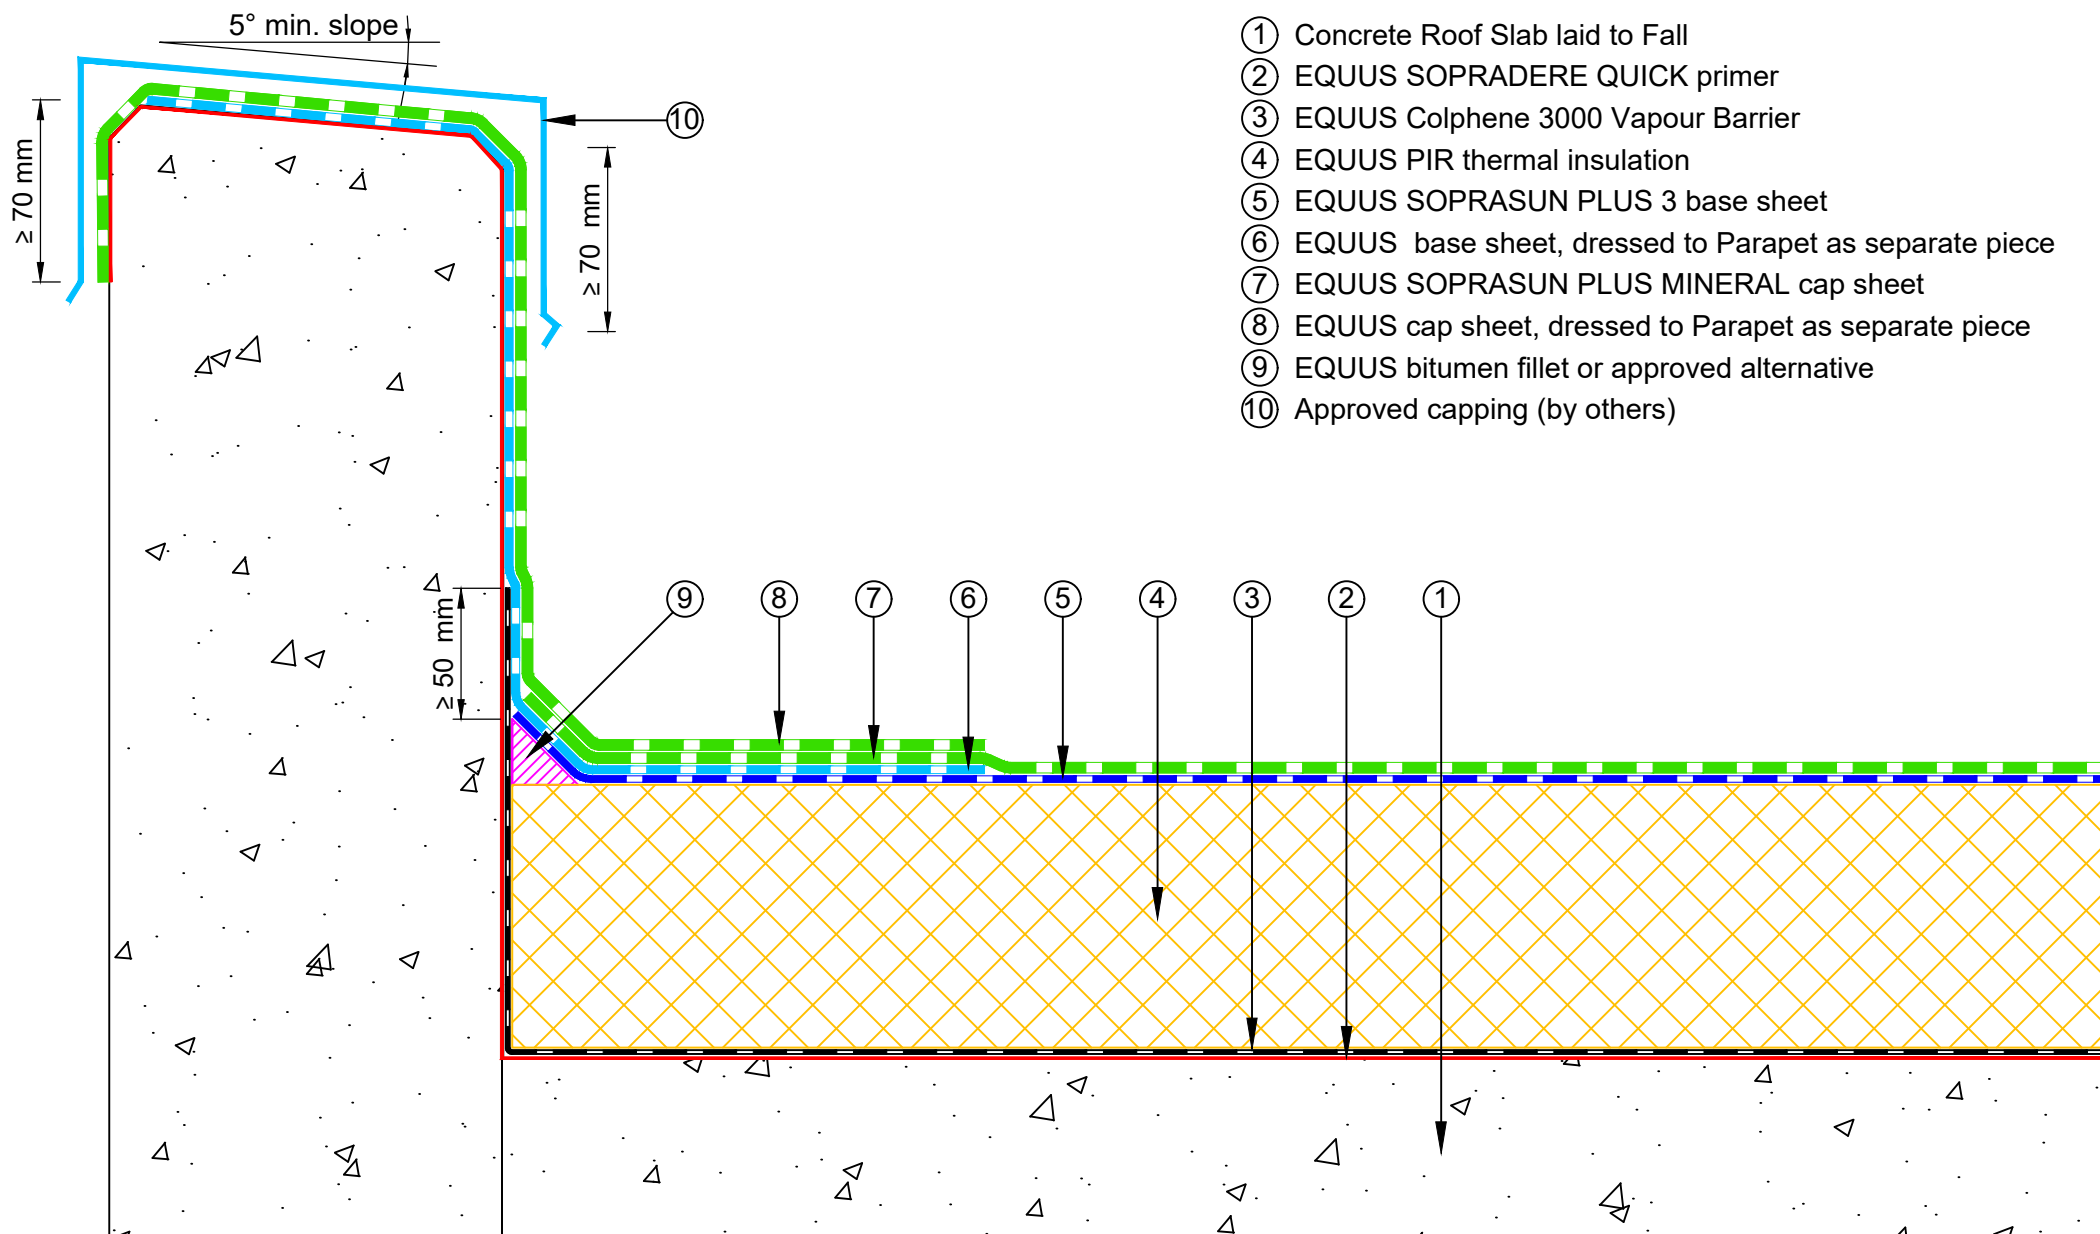 5° min. slope
≥ 70 mm
10
≥ 70 mm
1 Concrete Roof Slab laid to Fall
2 EQUUS SOPRADERE QUICK primer
3 EQUUS Colphene 3000 Vapour Barrier
4 EQUUS PIR thermal insulation
5 EQUUS SOPRASUN PLUS 3 base sheet
6 EQUUS base sheet, dressed to Parapet as separate piece
7 EQUUS SOPRASUN PLUS MINERAL cap sheet
8 EQUUS cap sheet, dressed to Parapet as separate piece
9 EQUUS bitumen fillet or approved alternative
10 Approved capping (by others)
≥ 50 mm
9 8 7 6 5 4 3 2 1